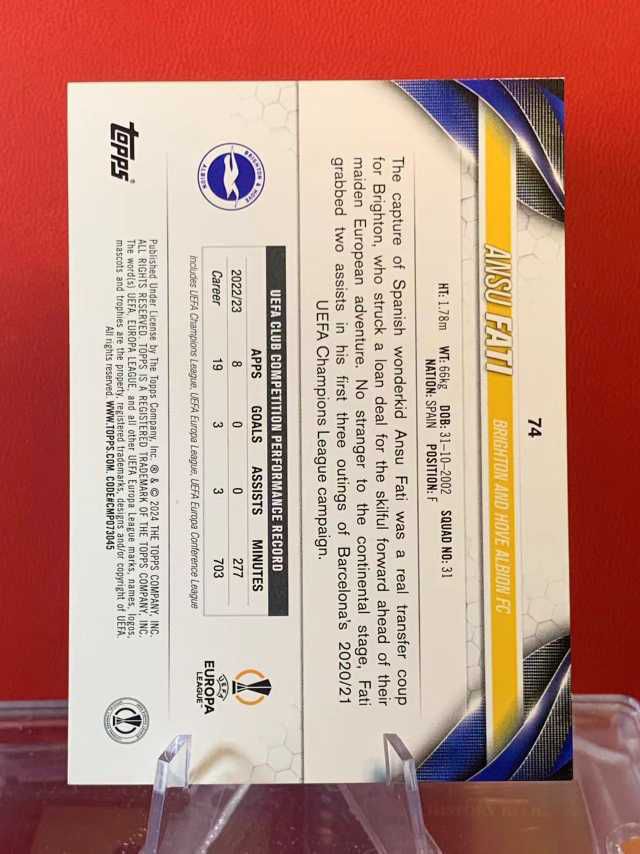 74
ANSU FATI
BRIGHTON AND HOVE ALBION FC
HT: 1.78m WT: 66kg DOB: 31-10-2002 SQUAD NO: 31
NATION: SPAIN POSITION: F
The capture of Spanish wonderkid Ansu Fati was a real transfer coup
for Brighton, who struck a loan deal for the skilful forward ahead of their
maiden European adventure. No stranger to the continental stage, Fati
grabbed two assists in his first three outings of Barcelona's 2020/21
UEFA Champions League campaign.
BRIGHTON & HOVE ALBION
UEFA CLUB COMPETITION PERFORMANCE RECORD
APPS GOALS ASSISTS MINUTES
2022/23 8 0 0 277
Career 19 3 3 703
Includes UEFA Champions League, UEFA Europa League, UEFA Europa Conference League
UEFA
EUROPA
LEAGUE™
topps®
Published Under License by The Topps Company, Inc. ® & © 2024 THE TOPPS COMPANY, INC.
ALL RIGHTS RESERVED. TOPPS IS A REGISTERED TRADEMARK OF THE TOPPS COMPANY, INC.
The word(s) UEFA, EUROPA LEAGUE, and all other UEFA Europa League marks, names, logos,
mascots and trophies are the property, registered trademarks, designs and/or copyright of UEFA.
All rights reserved. WWW.TOPPS.COM. CODE#CMP073045